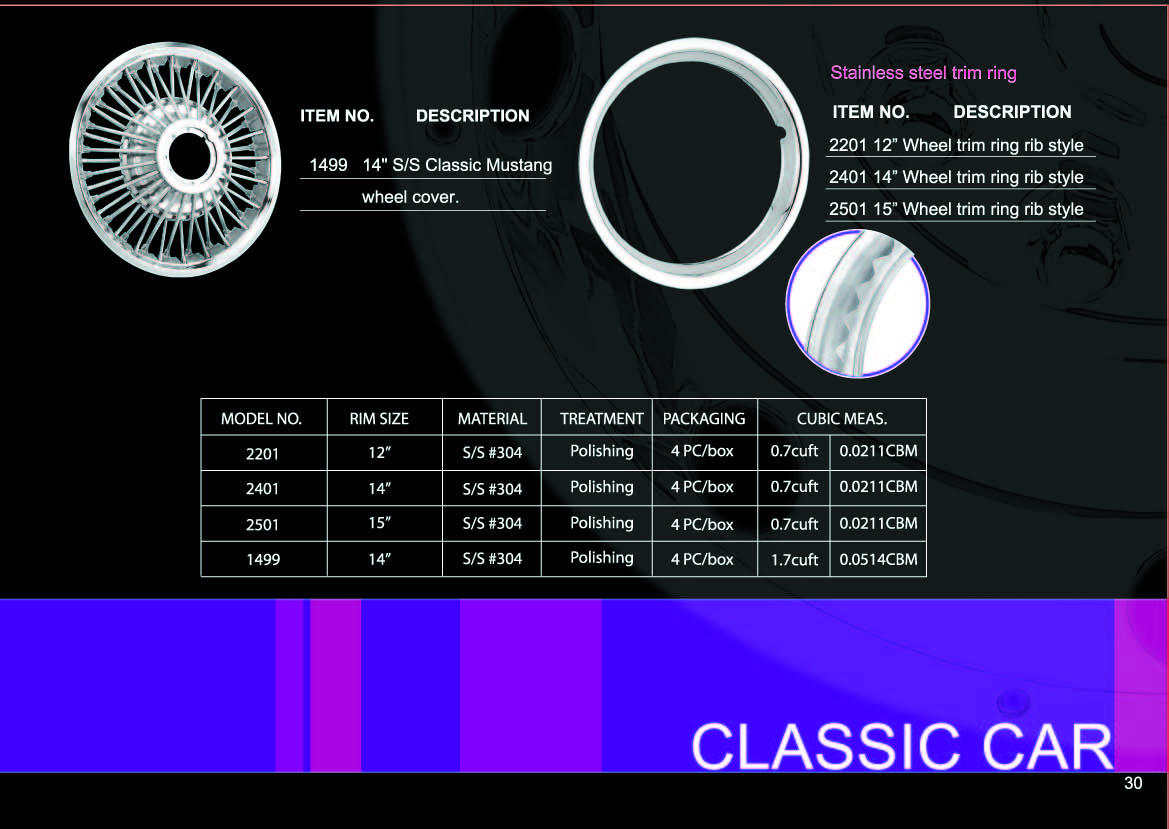 ITEM NO. DESCRIPTION
1499 14" S/S Classic Mustang
wheel cover.
Stainless steel trim ring
ITEM NO. DESCRIPTION
2201 12” Wheel trim ring rib style
2401 14” Wheel trim ring rib style
2501 15” Wheel trim ring rib style
MODEL NO. RIM SIZE MATERIAL TREATMENT PACKAGING CUBIC MEAS.
2201 12” S/S #304 Polishing 4 PC/box 0.7cuft 0.0211CBM
2401 14” S/S #304 Polishing 4 PC/box 0.7cuft 0.0211CBM
2501 15” S/S #304 Polishing 4 PC/box 0.7cuft 0.0211CBM
1499 14” S/S #304 Polishing 4 PC/box 1.7cuft 0.0514CBM
CLASSIC CAR
30